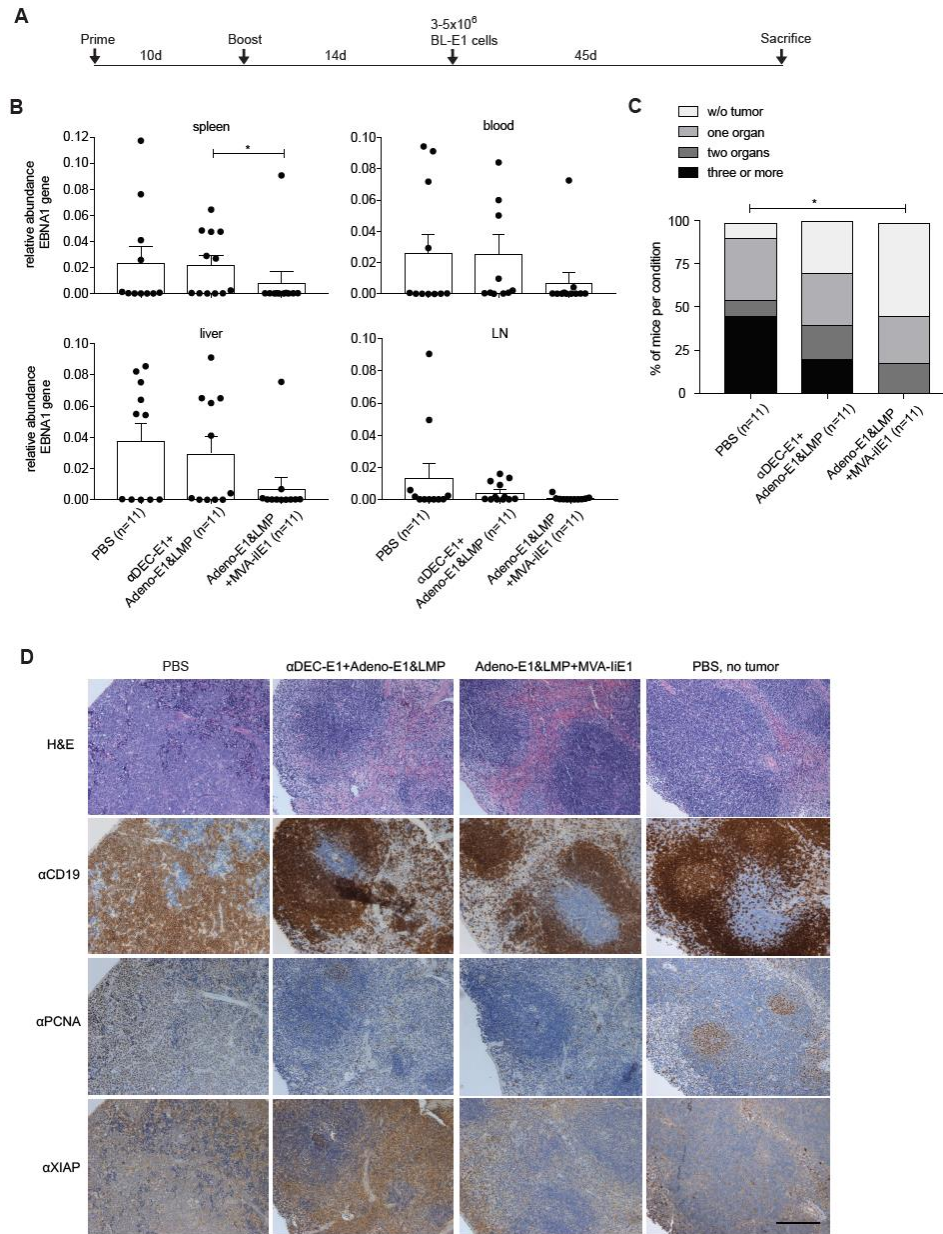 A
Prime
10d
Boost
14d
3-5x10⁶
BL-E1 cells
45d
Sacrifice
B
spleen
relative abundance
EBNA1 gene
0.12
0.10
0.08
0.06
0.04
0.02
0.00
*
blood
0.10
0.08
0.06
0.04
0.02
0.00
liver
relative abundance
EBNA1 gene
0.10
0.08
0.06
0.04
0.02
0.00
PBS (n=11)
αDEC-E1+
Adeno-E1&LMP (n=11)
Adeno-E1&LMP
+MVA-IiE1 (n=11)
LN
0.10
0.08
0.06
0.04
0.02
0.00
PBS (n=11)
αDEC-E1+
Adeno-E1&LMP (n=11)
Adeno-E1&LMP
+MVA-IiE1 (n=11)
C
w/o tumor
one organ
two organs
three or more
% of mice per condition
100
75
50
25
0
*
PBS (n=11)
αDEC-E1+
Adeno-E1&LMP (n=11)
Adeno-E1&LMP
+MVA-iiE1 (n=11)
D
PBS
αDEC-E1+Adeno-E1&LMP
Adeno-E1&LMP+MVA-IiE1
PBS, no tumor
H&E
αCD19
αPCNA
αXIAP